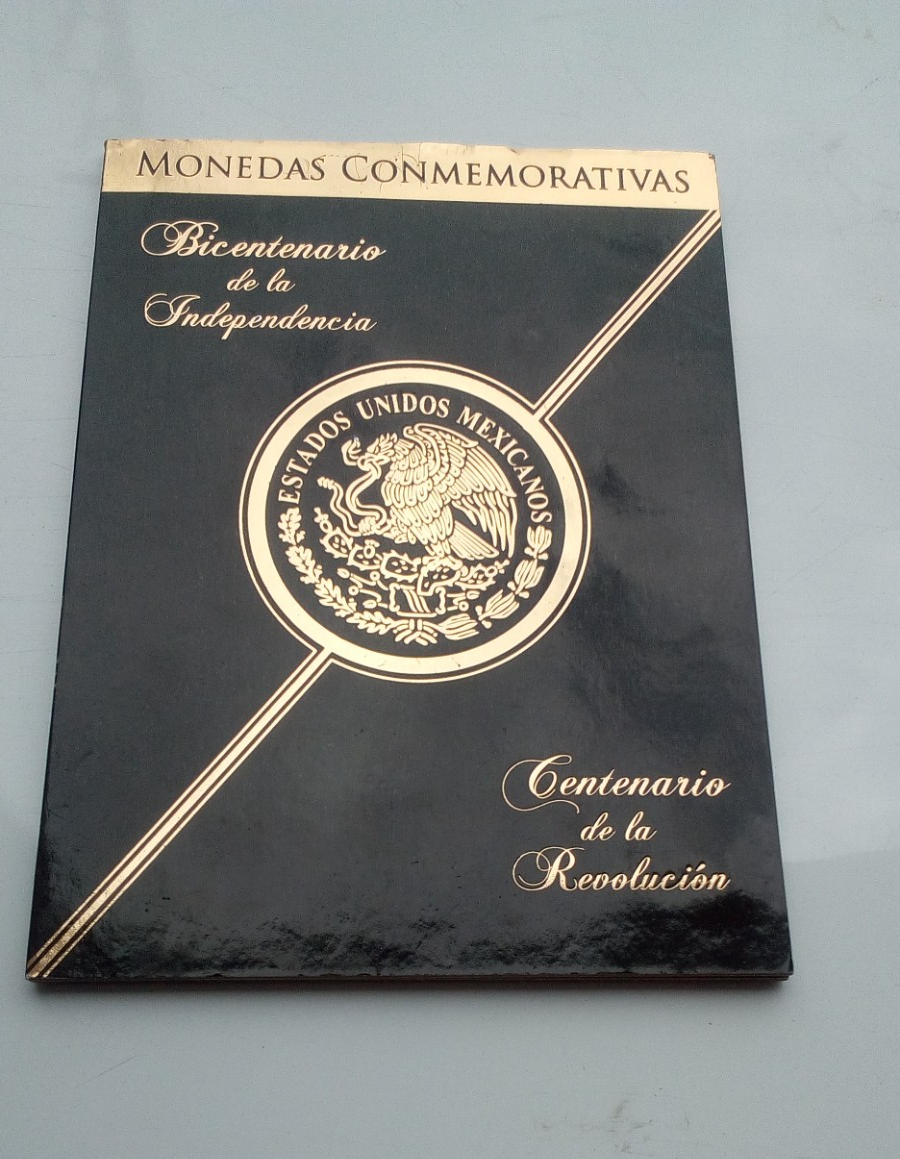 MONEDAS CONMEMORATIVAS
Bicentenario
de la
Independencia
ESTADOS UNIDOS MEXICANOS
Centenario
de la
Revolución